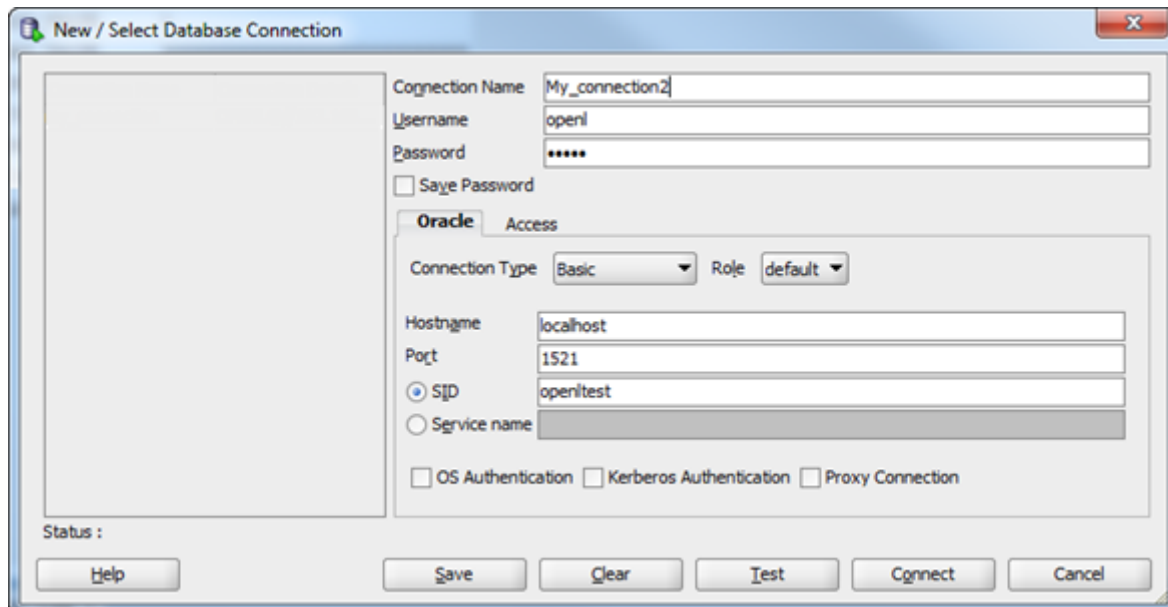 New / Select Database Connection
Connection Name My_connection2
Username openl
Password •••••
Save Password
Oracle Access
Connection Type Basic Role default
Hostname localhost
Port 1521
SID openltest
Service name
OS Authentication Kerberos Authentication Proxy Connection
Status :
Help Save Clear Test Connect Cancel